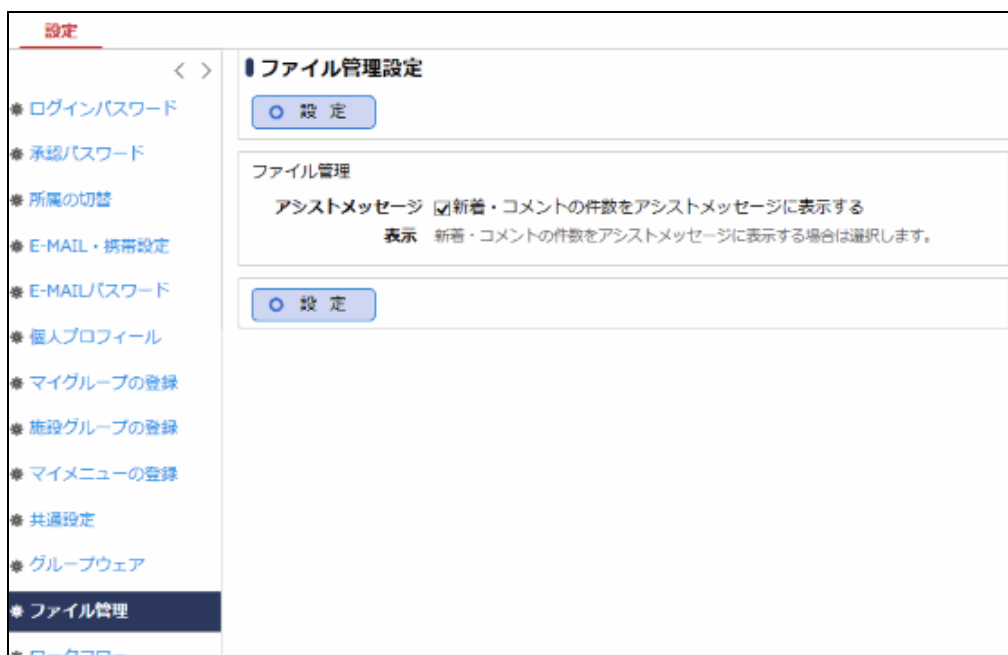 設定
< >
ログインパスワード
承認パスワード
所属の切替
E-MAIL・携帯設定
E-MAILパスワード
個人プロフィール
マイグループの登録
施設グループの登録
マイメニューの登録
共通設定
グループウェア
ファイル管理
ワークフロー
ファイル管理設定
設 定
ファイル管理
アシストメッセージ 新着・コメントの件数をアシストメッセージに表示する
表示 新着・コメントの件数をアシストメッセージに表示する場合は選択します。
設 定